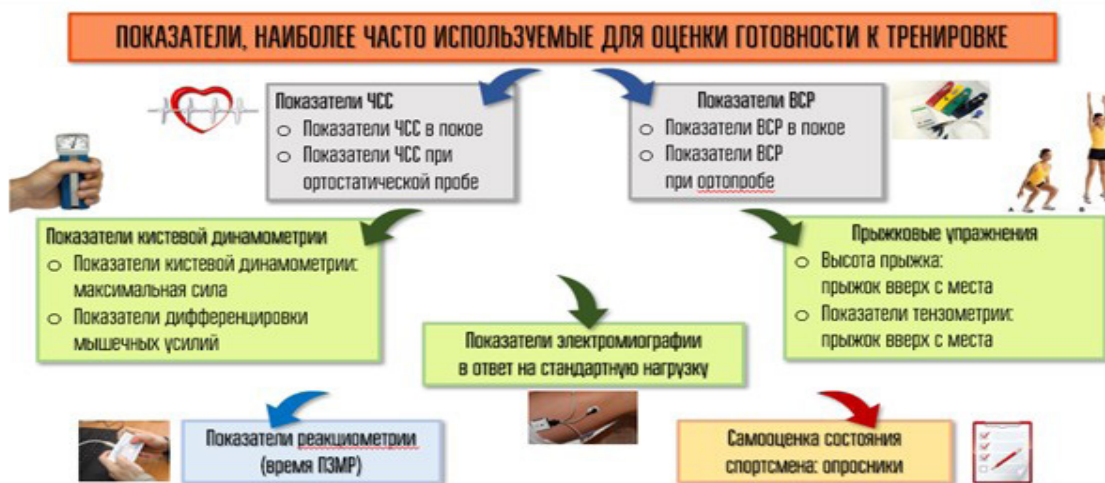 ПОКАЗАТЕЛИ, НАИБОЛЕЕ ЧАСТО ИСПОЛЬЗУЕМЫЕ ДЛЯ ОЦЕНКИ ГОТОВНОСТИ К ТРЕНИРОВКЕ
Показатели ЧСС
○ Показатели ЧСС в покое
○ Показатели ЧСС при
ортостатической пробе
Показатели ВСР
○ Показатели ВСР в покое
○ Показатели ВСР
при ортопробе
Показатели кистевой динамометрии
○ Показатели кистевой динамометрии:
максимальная сила
○ Показатели дифференцировки
мышечных усилий
Прыжковые упражнения
○ Высота прыжка:
прыжок вверх с места
○ Показатели тензометрии:
прыжок вверх с места
Показатели электромиографии
в ответ на стандартную нагрузку
Показатели реакциометрии
(время ПЗМР)
Самооценка состояния
спортсмена: опросники